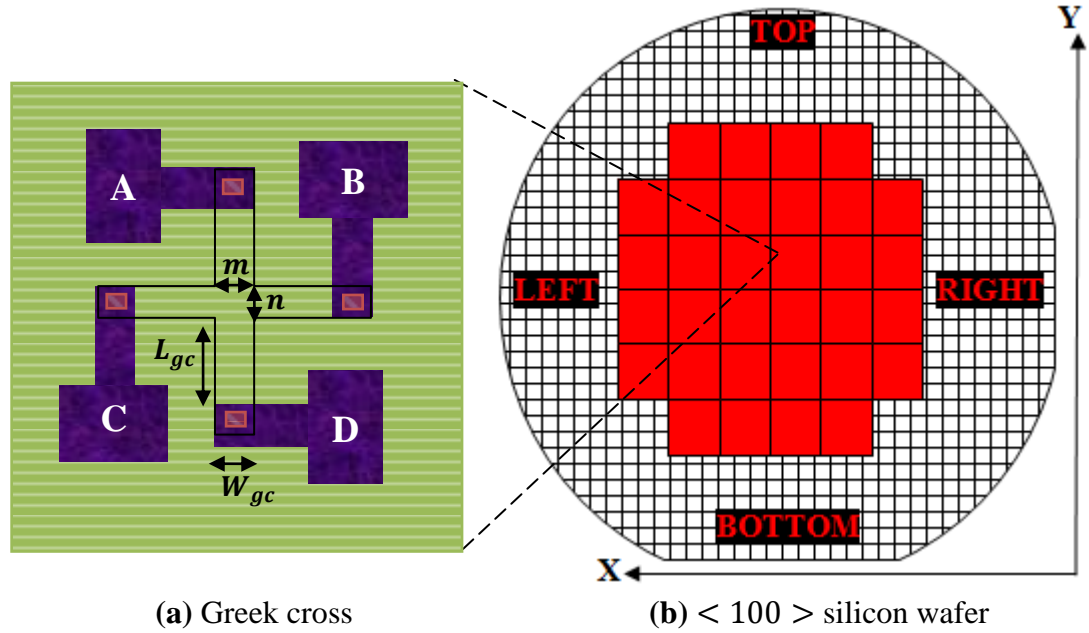 TOP
Y
A
B
m
n
LEFT
RIGHT
L_gc
C
D
W_gc
BOTTOM
X
(a) Greek cross
(b) < 100 > silicon wafer